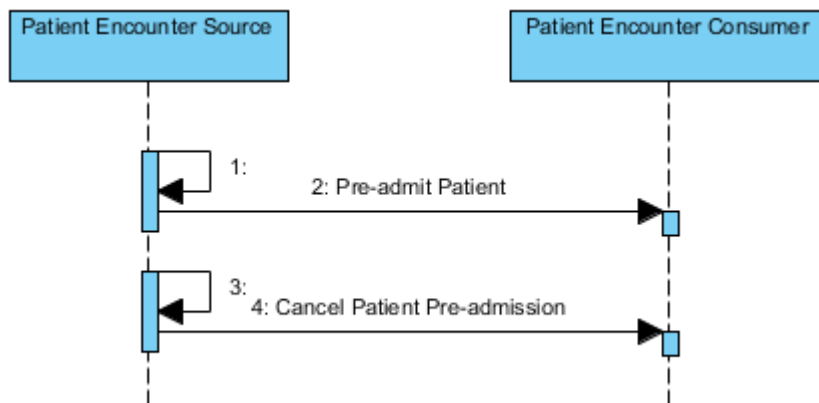 Patient Encounter Source
Patient Encounter Consumer
1:
2: Pre-admit Patient
3:
4: Cancel Patient Pre-admission